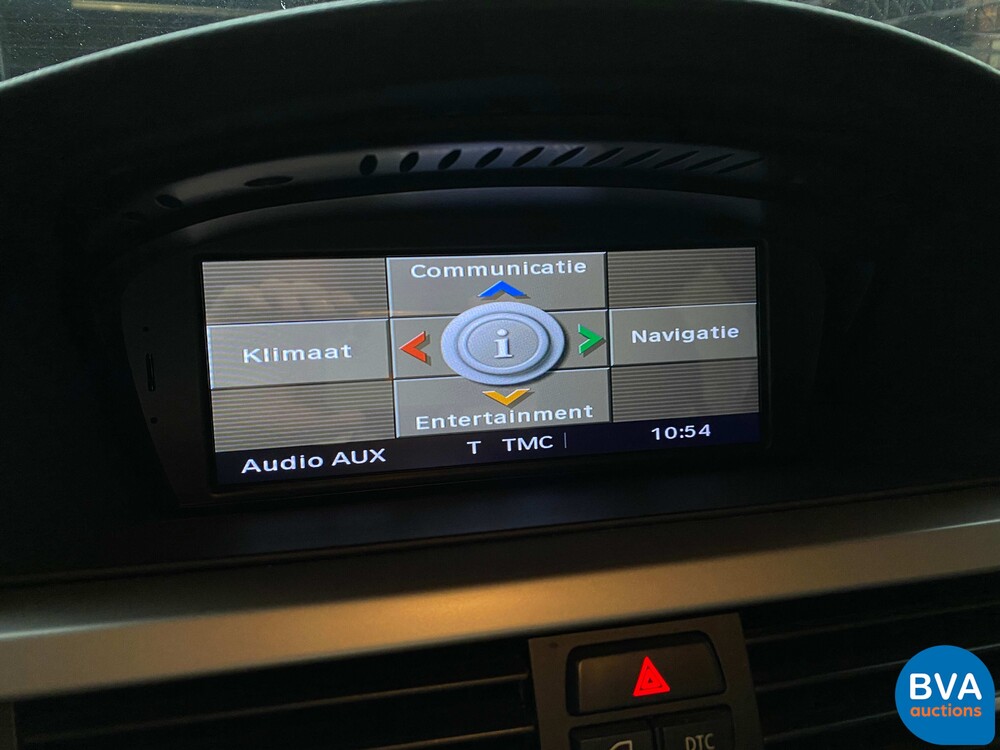 Communicatie
Klimaat
i
Navigatie
Entertainment
Audio AUX
T TMC
10:54
DTC
BVA
auctions